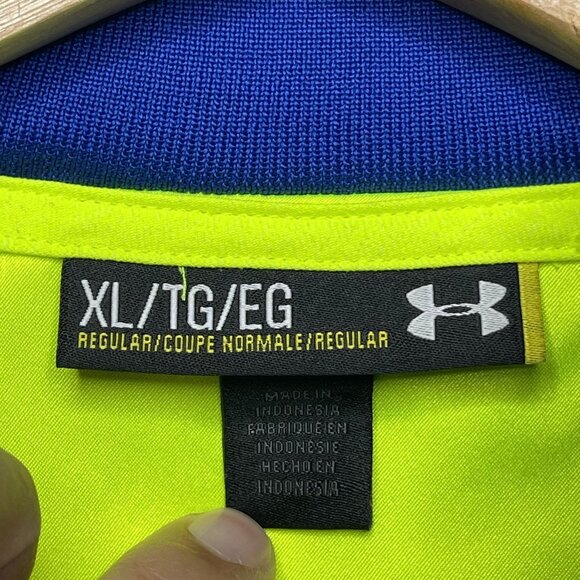 XL/TG/EG
REGULAR/COUPE NORMALE/REGULAR
MADE IN
INDONESIA
FABRIQUE EN
INDONESIE
HECHO EN
INDONESIA